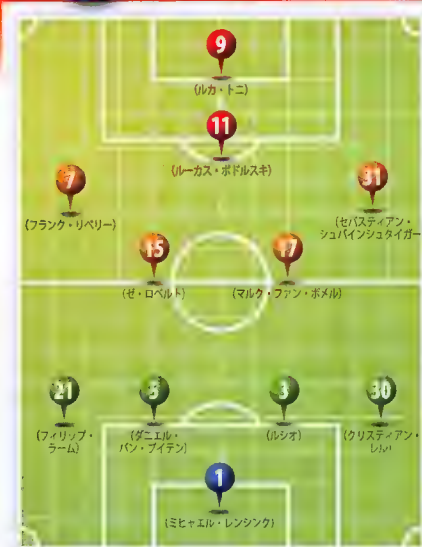 9
(ルカ・トニ)
11
(ルーカス・ポドルスキ)
7
(フランク・リベリー)
31
(セバスティアン・
シュバインシュタイガー
15
(ゼ・ロベルト)
17
(マルク・ファン・ボメル)
21
(フィリップ・
ラーム)
5
(ダニエル・
バン・ブイテン)
3
(ルシオ)
30
(クリスティアン・
レル)
1
(ミヒャエル・レンシンク)